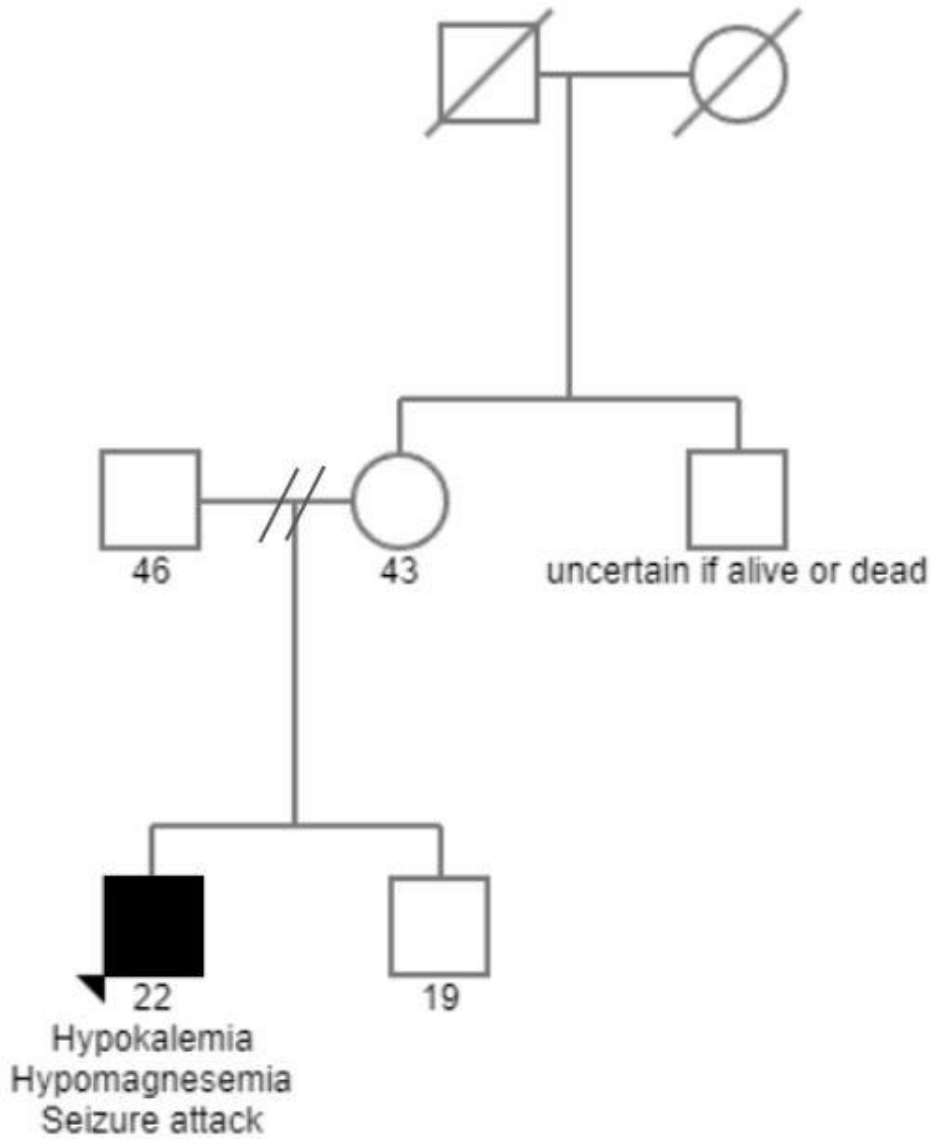 46
43
uncertain if alive or dead
22
19
Hypokalemia
Hypomagnesemia
Seizure attack